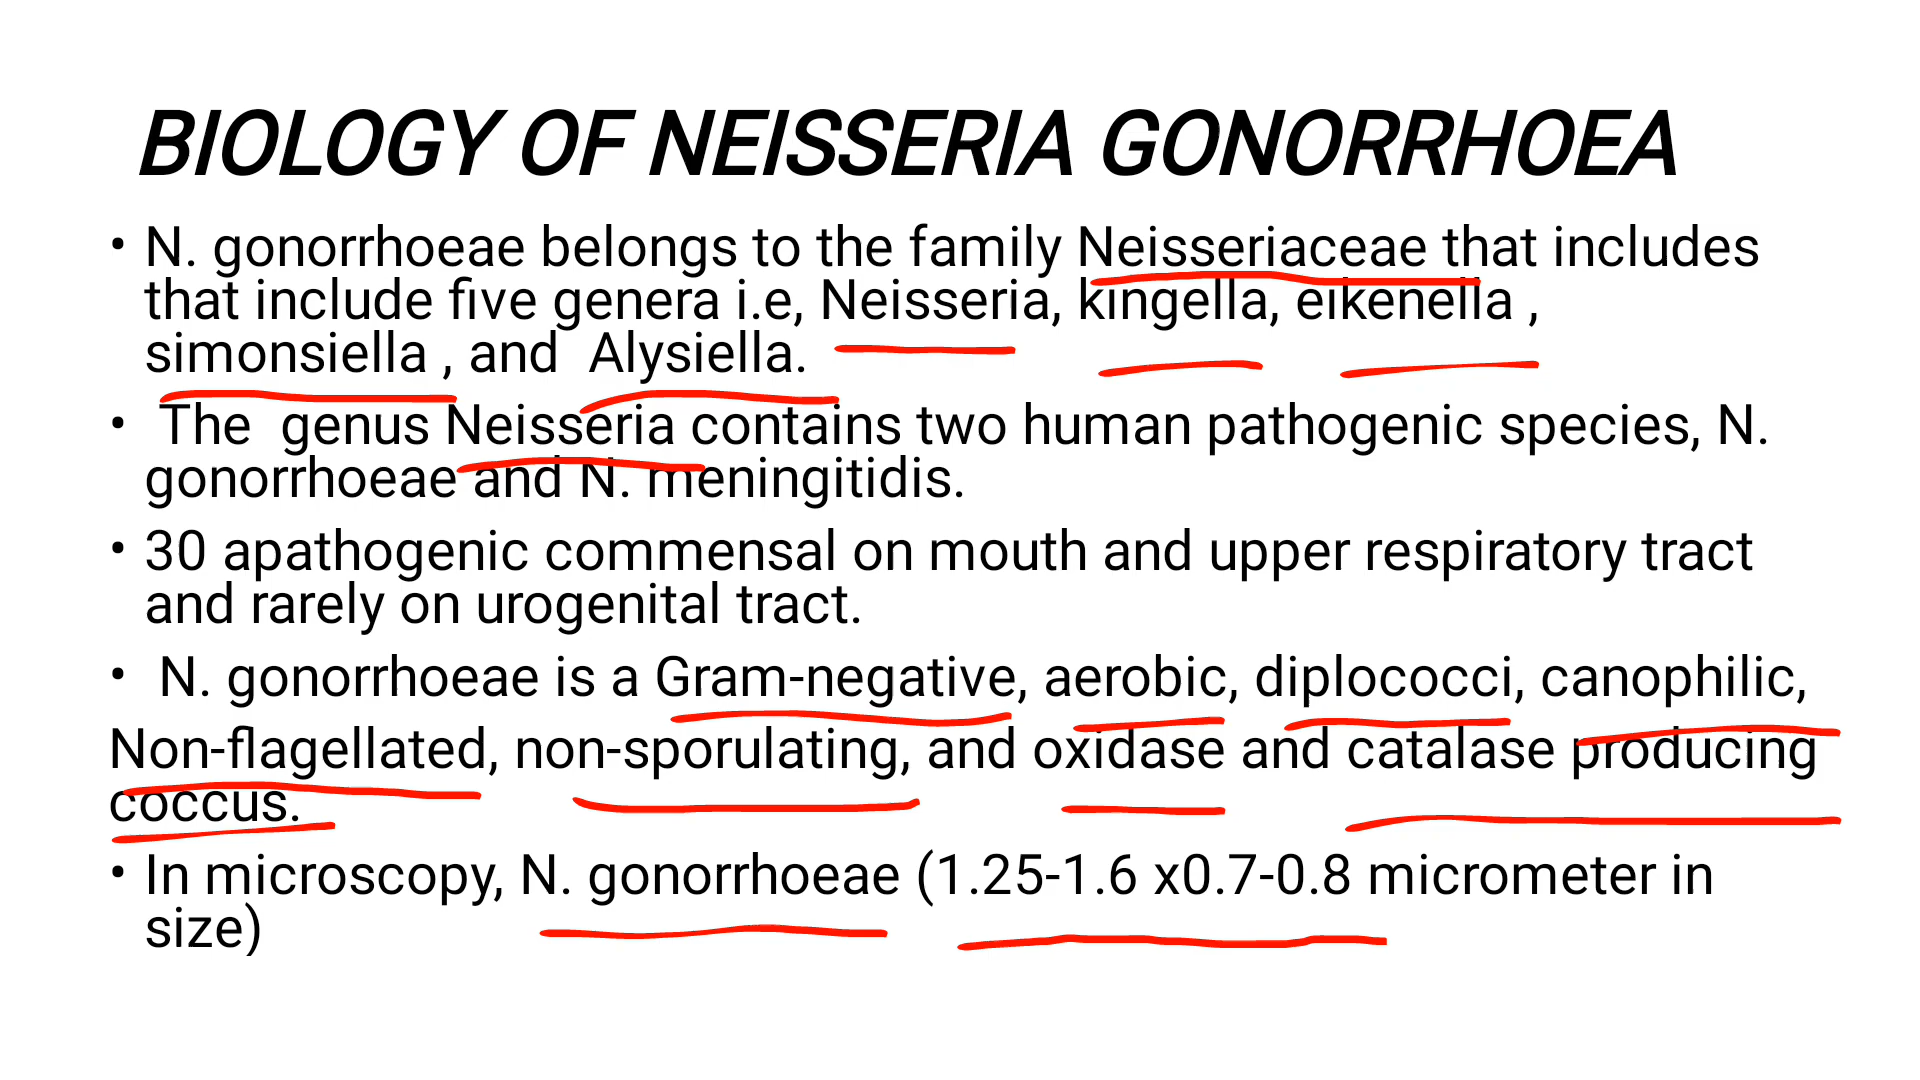 BIOLOGY OF NEISSERIA GONORRHOEA
• N. gonorrhoeae belongs to the family Neisseriaceae that includes
that include five genera i.e, Neisseria, kingella, eikenella ,
simonsiella , and Alysiella.
• The genus Neisseria contains two human pathogenic species, N.
gonorrhoeae and N. meningitidis.
• 30 apathogenic commensal on mouth and upper respiratory tract
and rarely on urogenital tract.
• N. gonorrhoeae is a Gram-negative, aerobic, diplococci, canophilic,
Non-flagellated, non-sporulating, and oxidase and catalase producing
coccus.
• In microscopy, N. gonorrhoeae (1.25-1.6 x0.7-0.8 micrometer in
size)